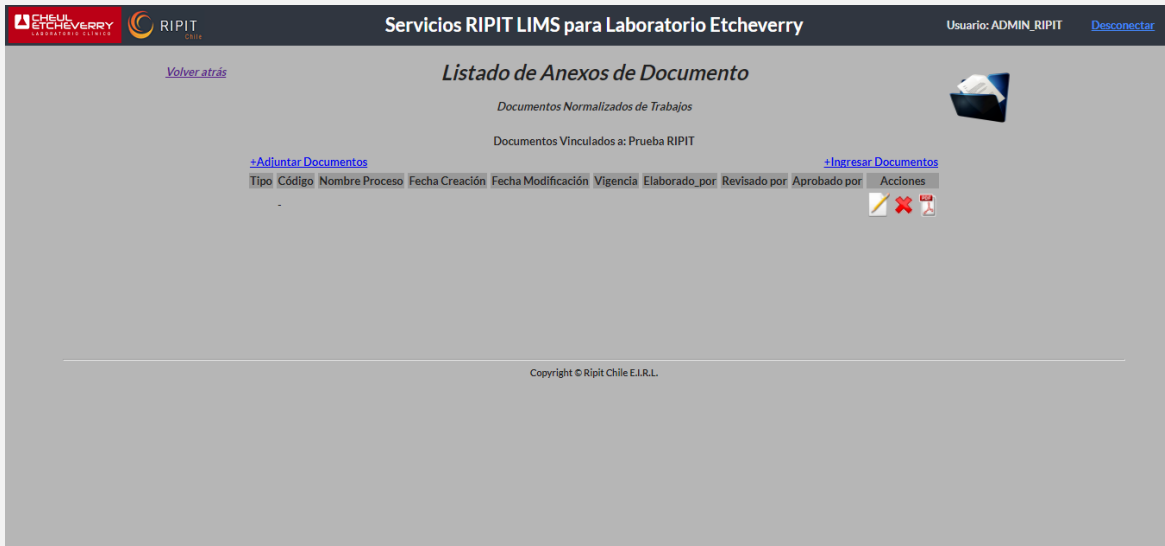 CHEUL
ETCHEVERRY
LABORATORIO CLÍNICO
RIPIT
Chile
Servicios RIPIT LIMS para Laboratorio Etcheverry
Usuario: ADMIN_RIPIT
Desconectar
Volver atrás
Listado de Anexos de Documento
Documentos Normalizados de Trabajos
Documentos Vinculados a: Prueba RIPIT
+Adjuntar Documentos
+Ingresar Documentos
Tipo Código Nombre Proceso Fecha Creación Fecha Modificación Vigencia Elaborado_por Revisado por Aprobado por Acciones
-
PDF
Copyright © Ripit Chile E.I.R.L.